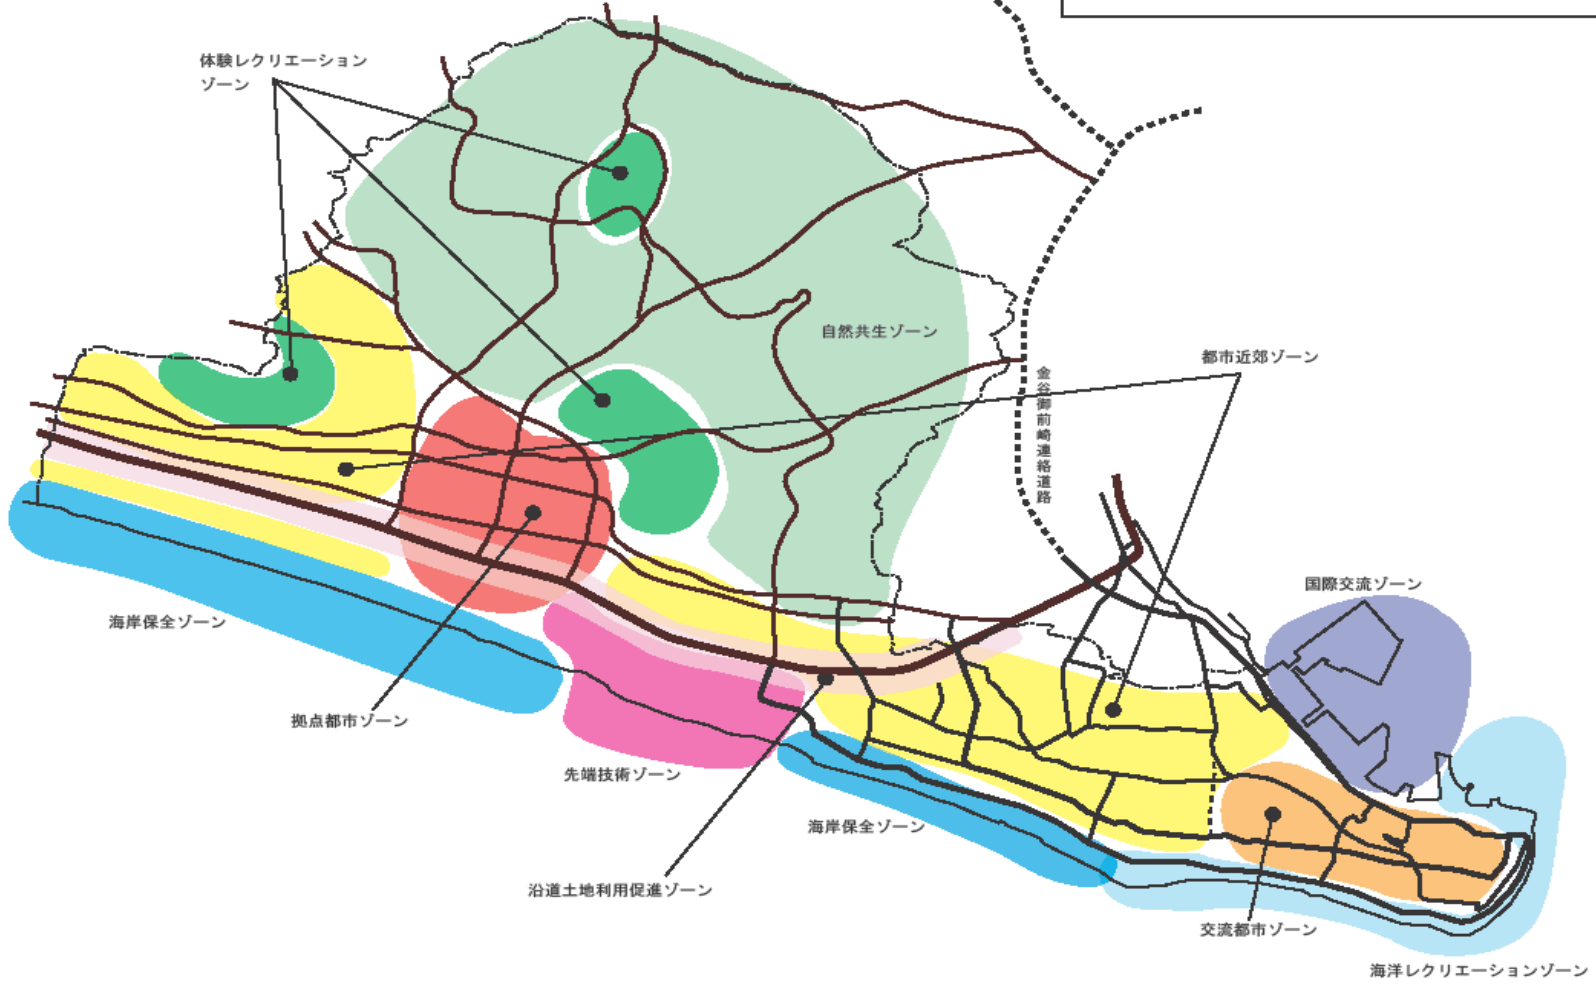 体験レクリエーション
ゾーン
自然共生ゾーン
都市近郊ゾーン
金谷御前崎連絡道路
国際交流ゾーン
海岸保全ゾーン
拠点都市ゾーン
先端技術ゾーン
海岸保全ゾーン
沿道土地利用促進ゾーン
交流都市ゾーン
海洋レクリエーションゾーン